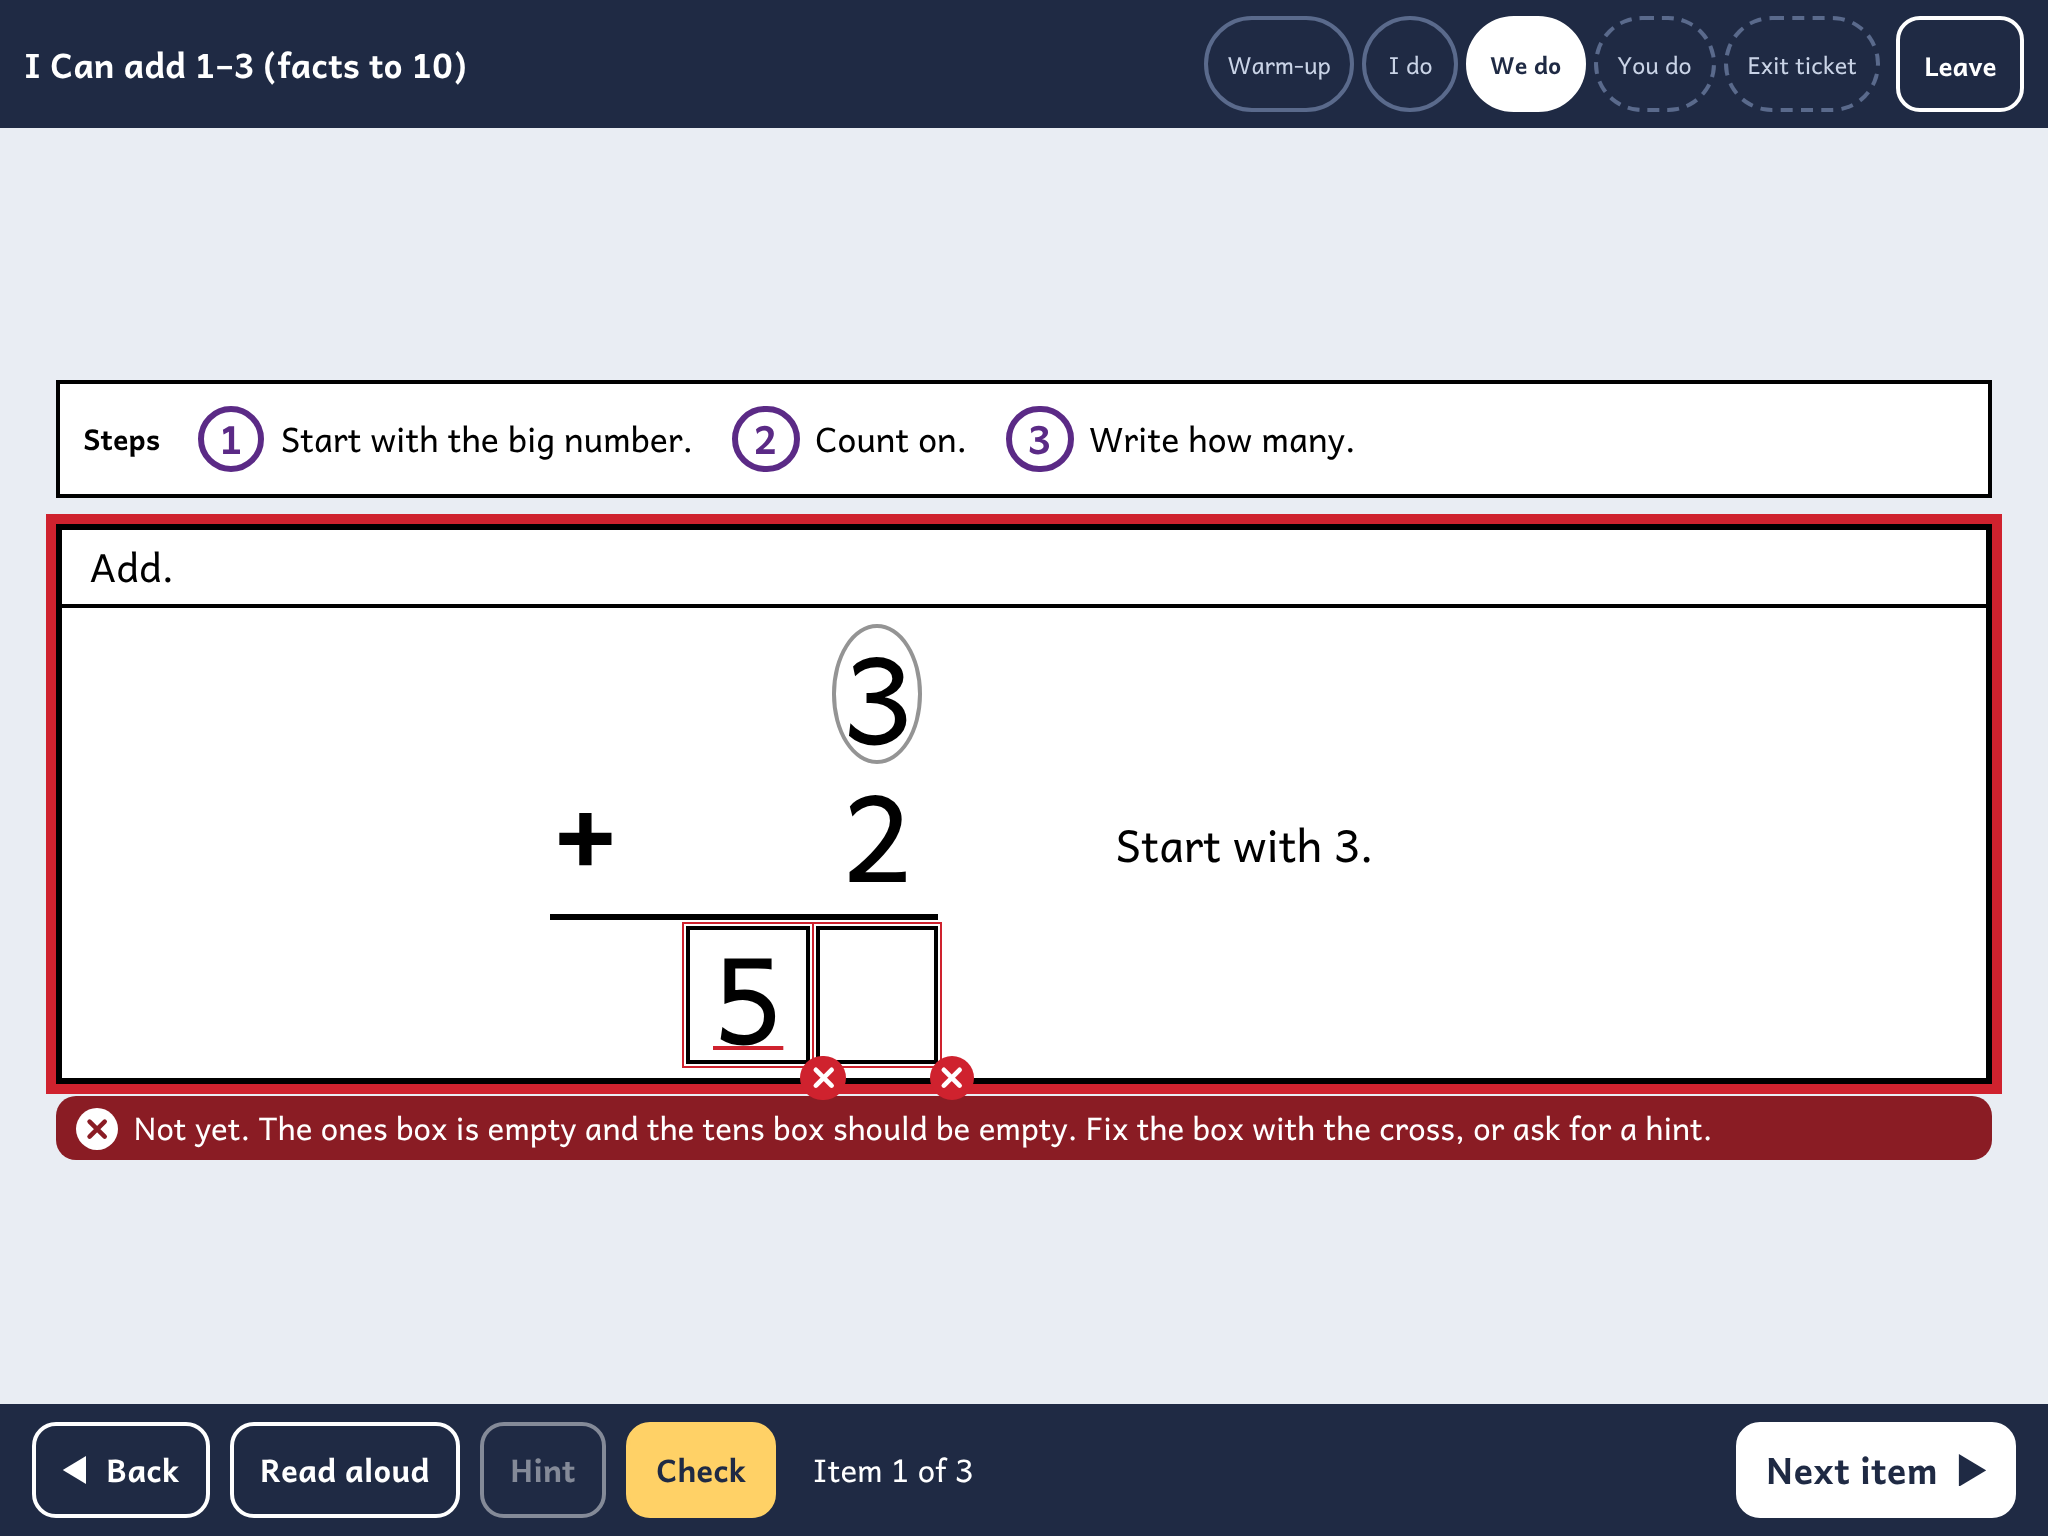 I Can add 1–3 (facts to 10)
Warm-up
I do
We do
You do
Exit ticket
Leave
Steps 1 Start with the big number. 2 Count on. 3 Write how many.
Add.
3
+ 2
Start with 3.
5
Not yet. The ones box is empty and the tens box should be empty. Fix the box with the cross, or ask for a hint.
Back
Read aloud
Hint
Check
Item 1 of 3
Next item